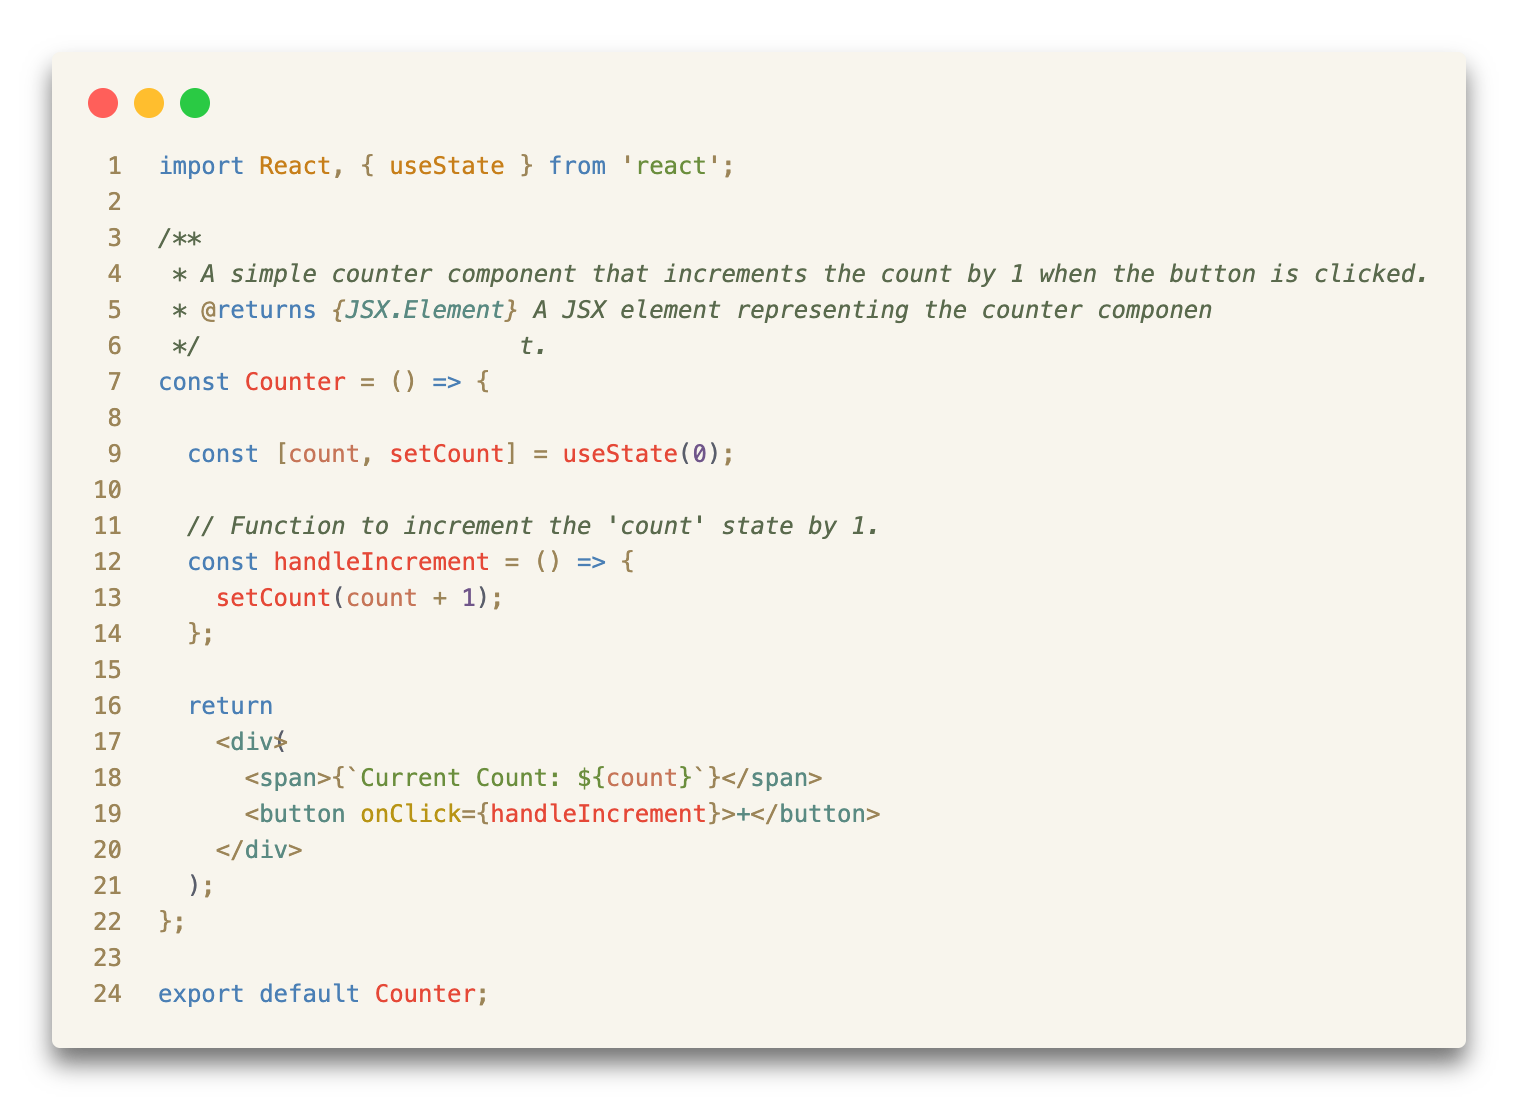 1 import React, { useState } from 'react';
2
3 /**
4  * A simple counter component that increments the count by 1 when the button is clicked.
5  * @returns {JSX.Element} A JSX element representing the counter componen
6  */ t.
7 const Counter = () => {
8
9   const [count, setCount] = useState(0);
10
11   // Function to increment the 'count' state by 1.
12   const handleIncrement = () => {
13     setCount(count + 1);
14   };
15
16   return
17     <div>(
18       <span>{`Current Count: ${count}`}</span>
19       <button onClick={handleIncrement}>+</button>
20     </div>
21   );
22 };
23
24 export default Counter;